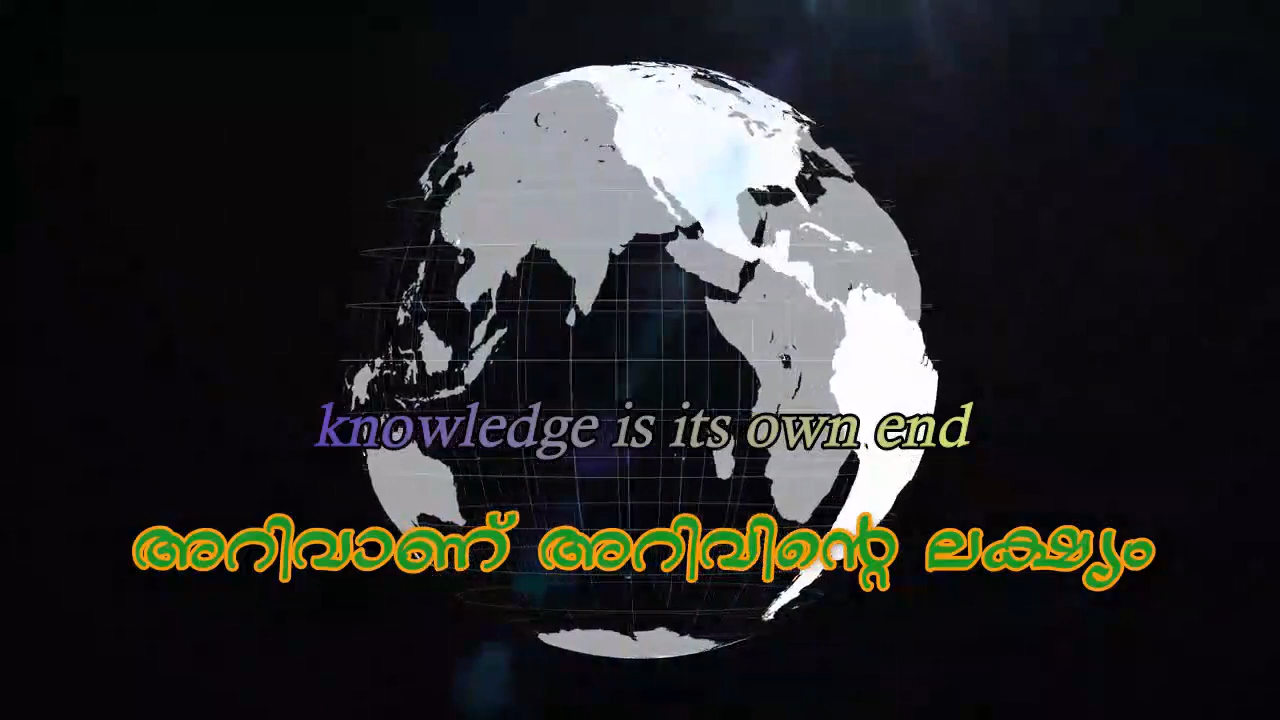 knowledge is its own end
അറിവാണ് അറിവിന്റെ ലക്ഷ്യം